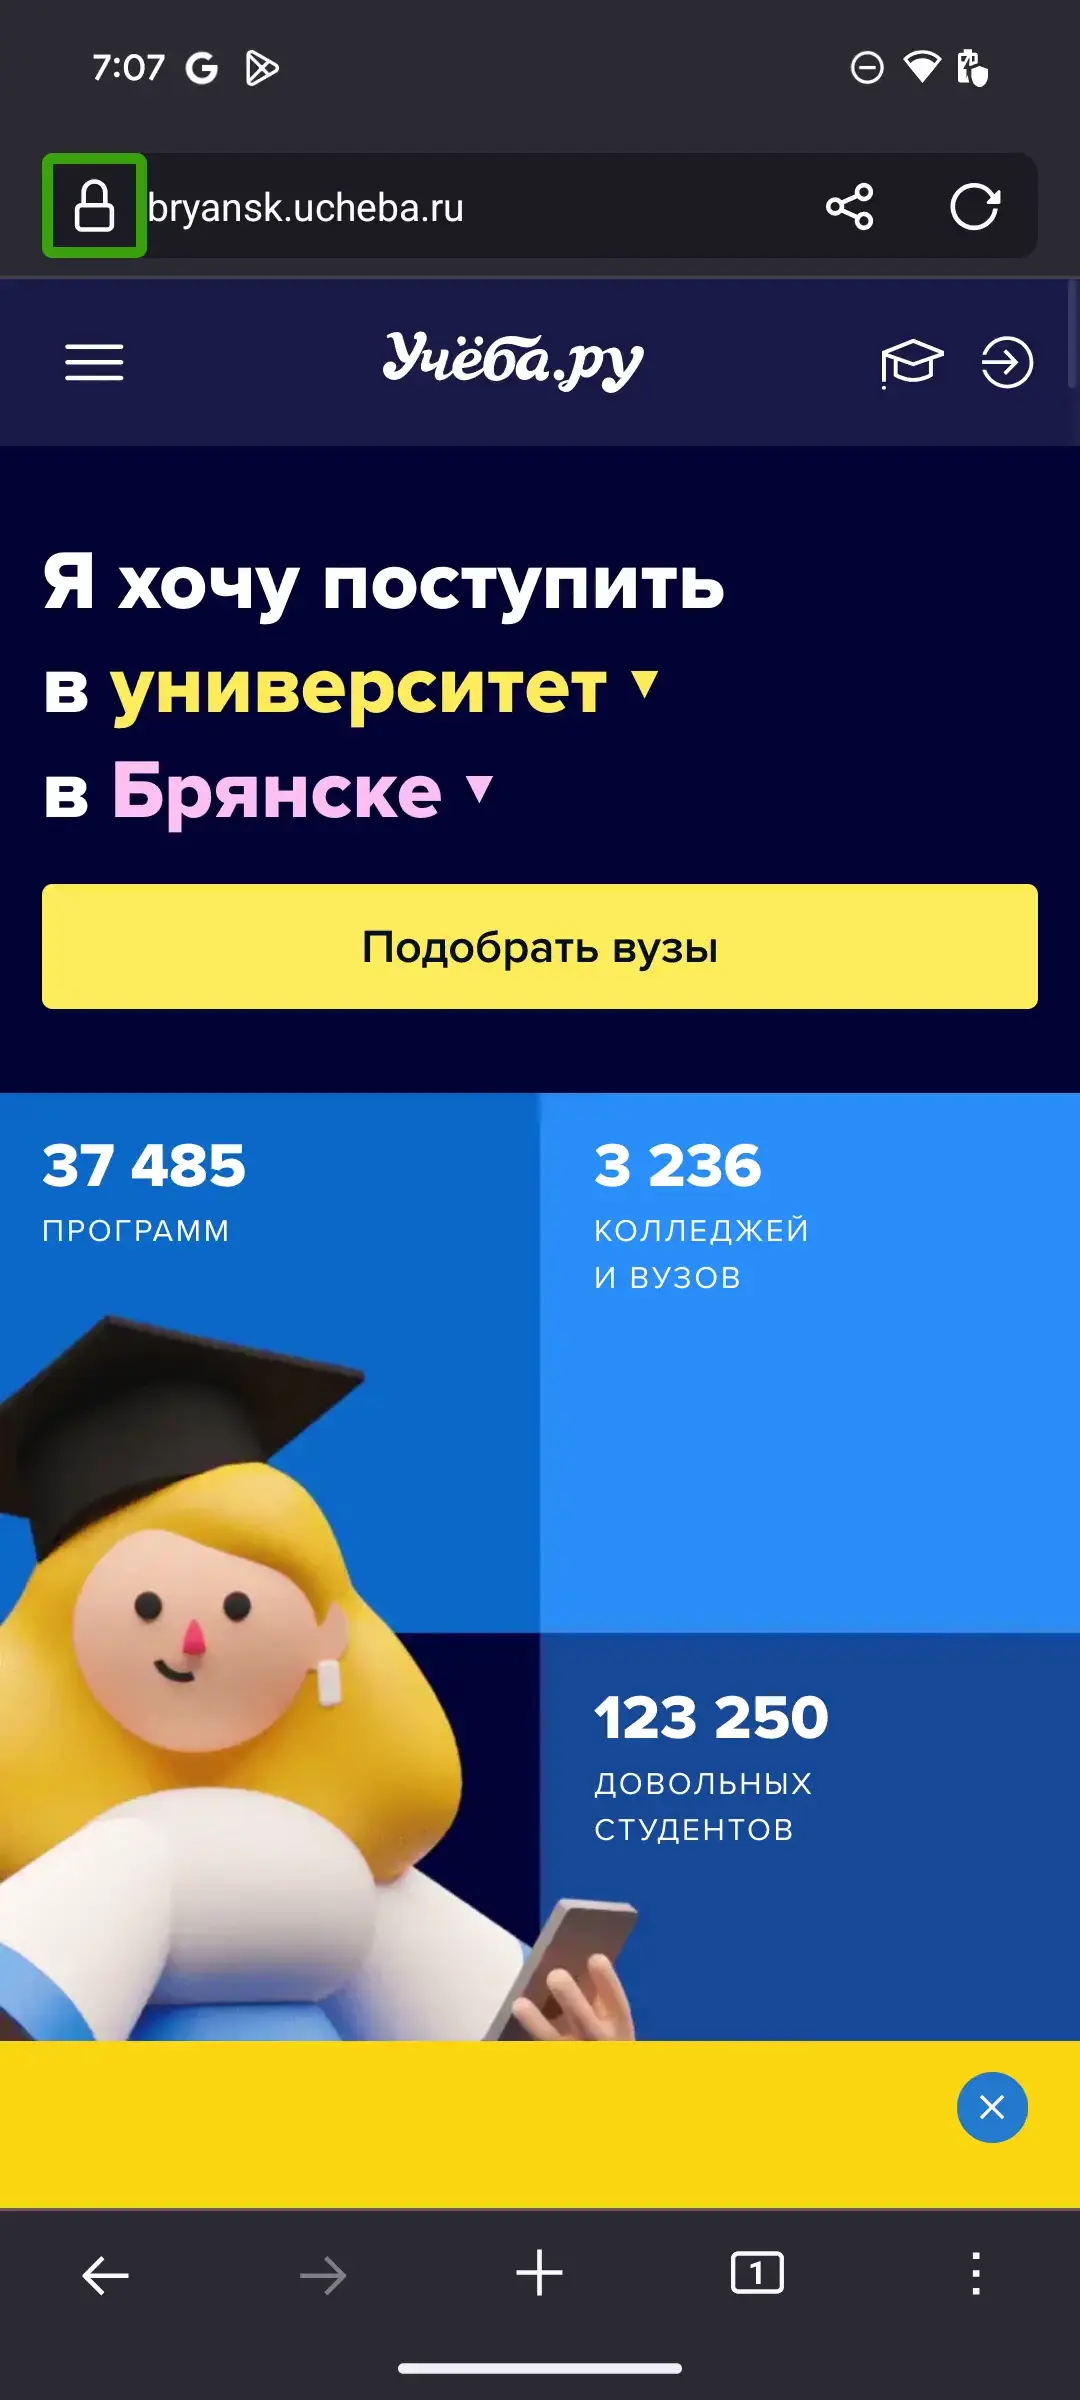 7:07
bryansk.ucheba.ru
Учёба.ру
Я хочу поступить
в университет
в Брянске
Подобрать вузы
37 485
ПРОГРАММ
3 236
КОЛЛЕДЖЕЙ
И ВУЗОВ
123 250
ДОВОЛЬНЫХ
СТУДЕНТОВ
1